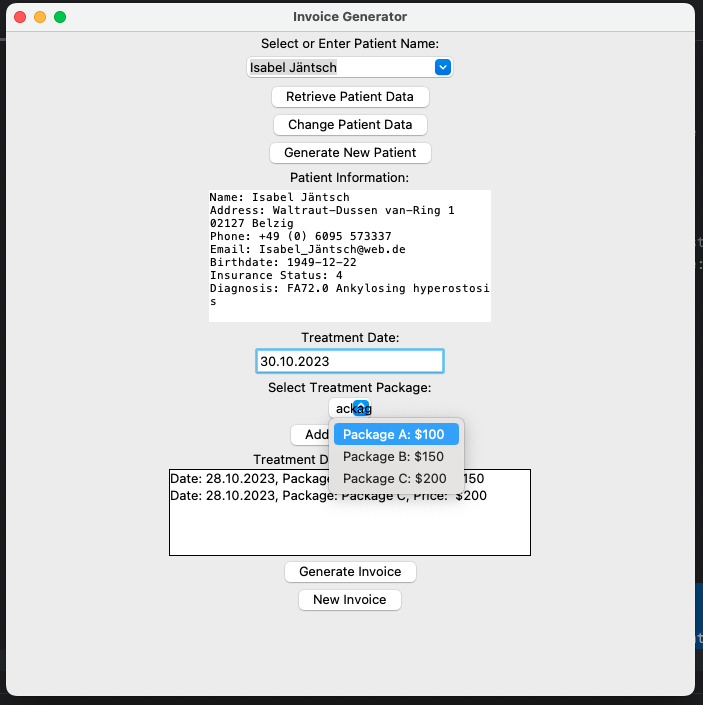 Invoice Generator
Select or Enter Patient Name:
Isabel Jäntsch
Retrieve Patient Data
Change Patient Data
Generate New Patient
Patient Information:
Name: Isabel Jäntsch
Address: Waltraut-Dussen van-Ring 1
02127 Belzig
Phone: +49 (0) 6095 573337
Email: Isabel_Jäntsch@web.de
Birthdate: 1949-12-22
Insurance Status: 4
Diagnosis: FA72.0 Ankylosing hyperostosi
s
Treatment Date:
30.10.2023
Select Treatment Package:
ackag
Add
Package A: $100
Package B: $150
Package C: $200
Treatment D
Date: 28.10.2023, Package 150
Date: 28.10.2023, Package: Package C, Price: $200
Generate Invoice
New Invoice